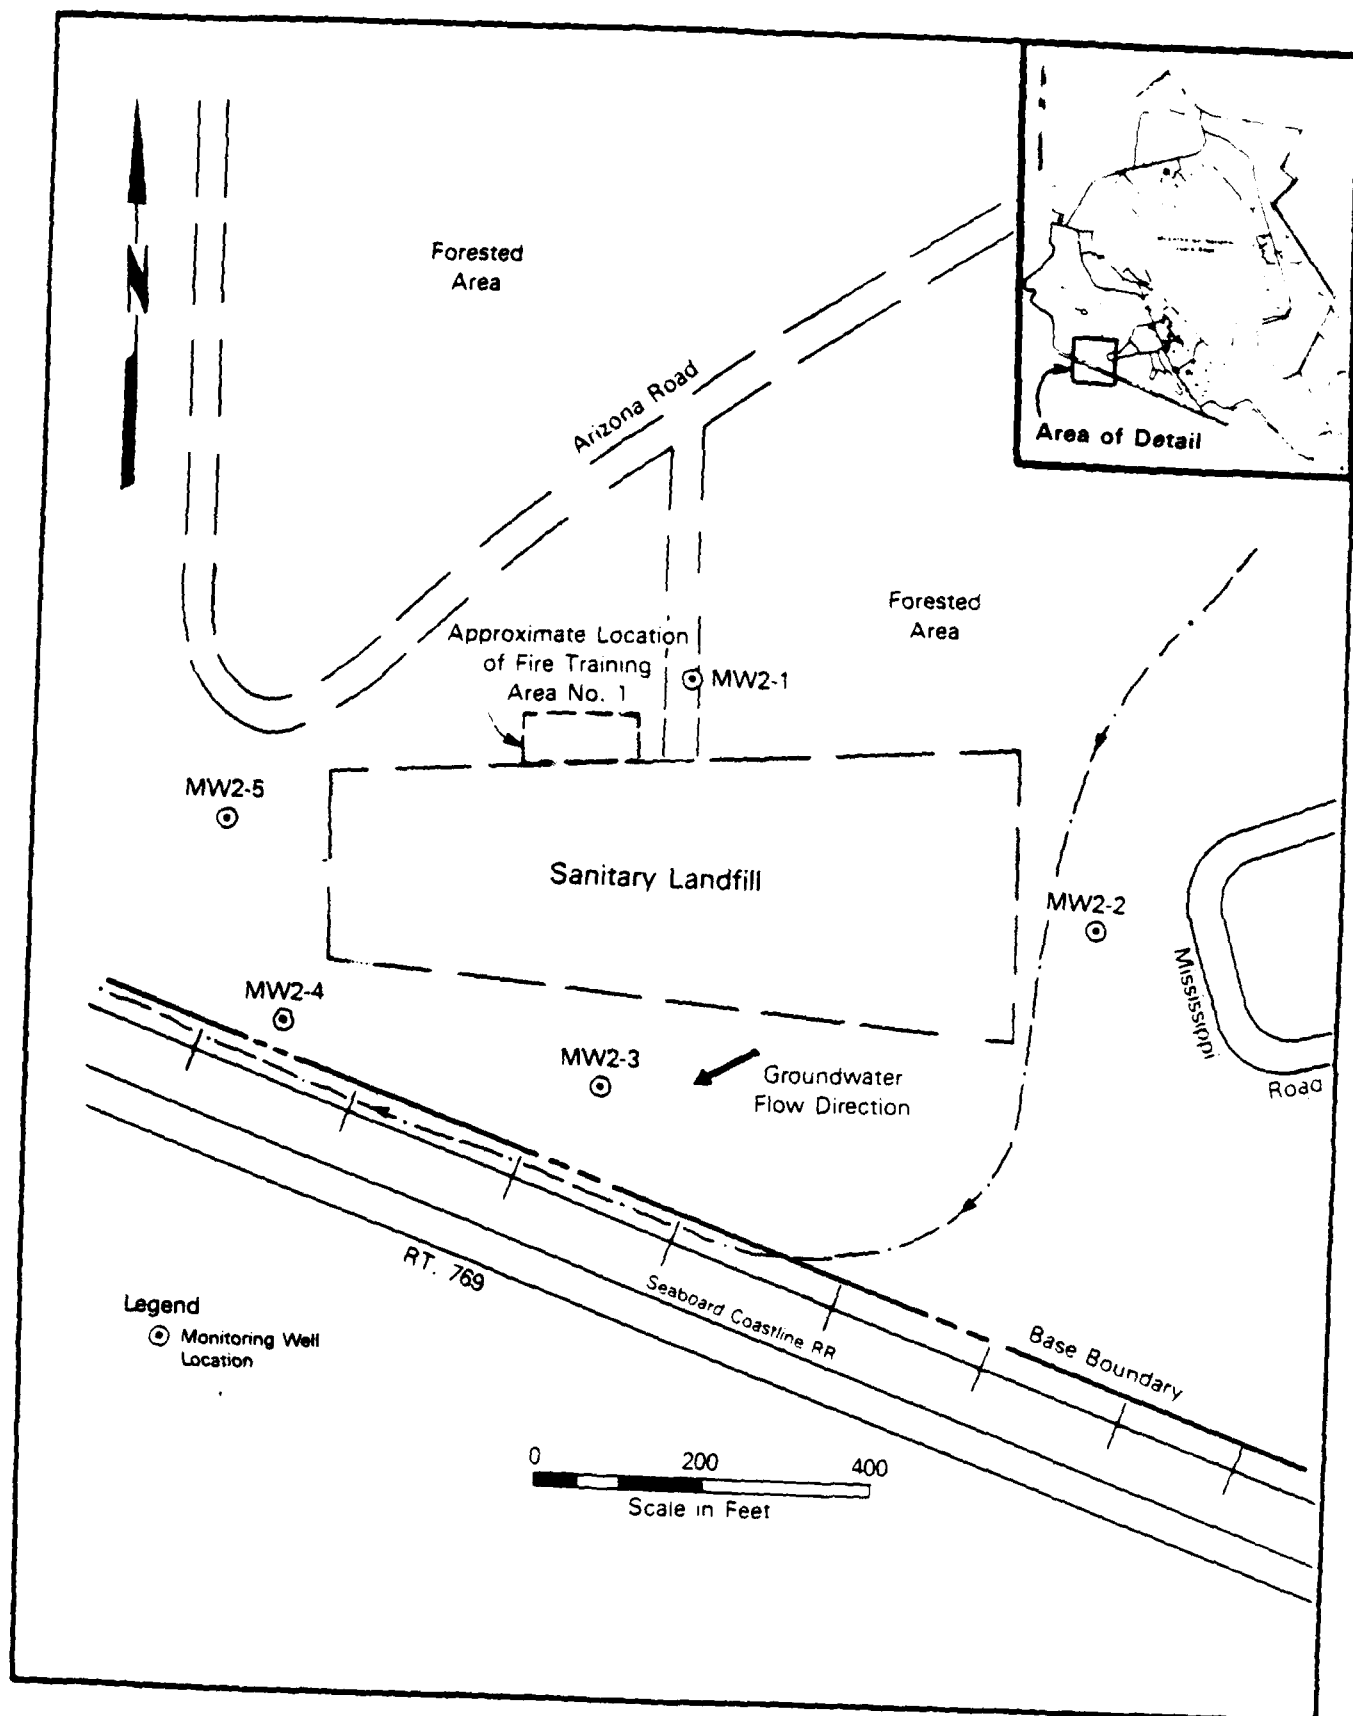 N
Forested
Area
Arizona Road
Area of Detail
Forested
Area
Approximate Location
of Fire Training
Area No. 1
MW2-1
MW2-5
Sanitary Landfill
MW2-2
Mississippi
Road
MW2-4
MW2-3
Groundwater
Flow Direction
RT. 769
Seaboard Coastline RR
Base Boundary
Legend
Monitoring Well
Location
0 200 400
Scale in Feet